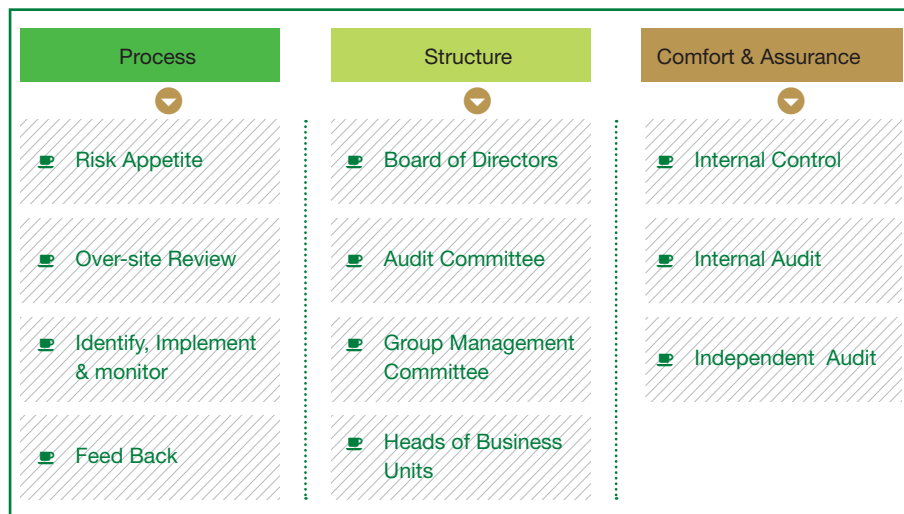 Process
Risk Appetite
Over-site Review
Identify, Implement
& monitor
Feed Back
Structure
Board of Directors
Audit Committee
Group Management
Committee
Heads of Business
Units
Comfort & Assurance
Internal Control
Internal Audit
Independent Audit